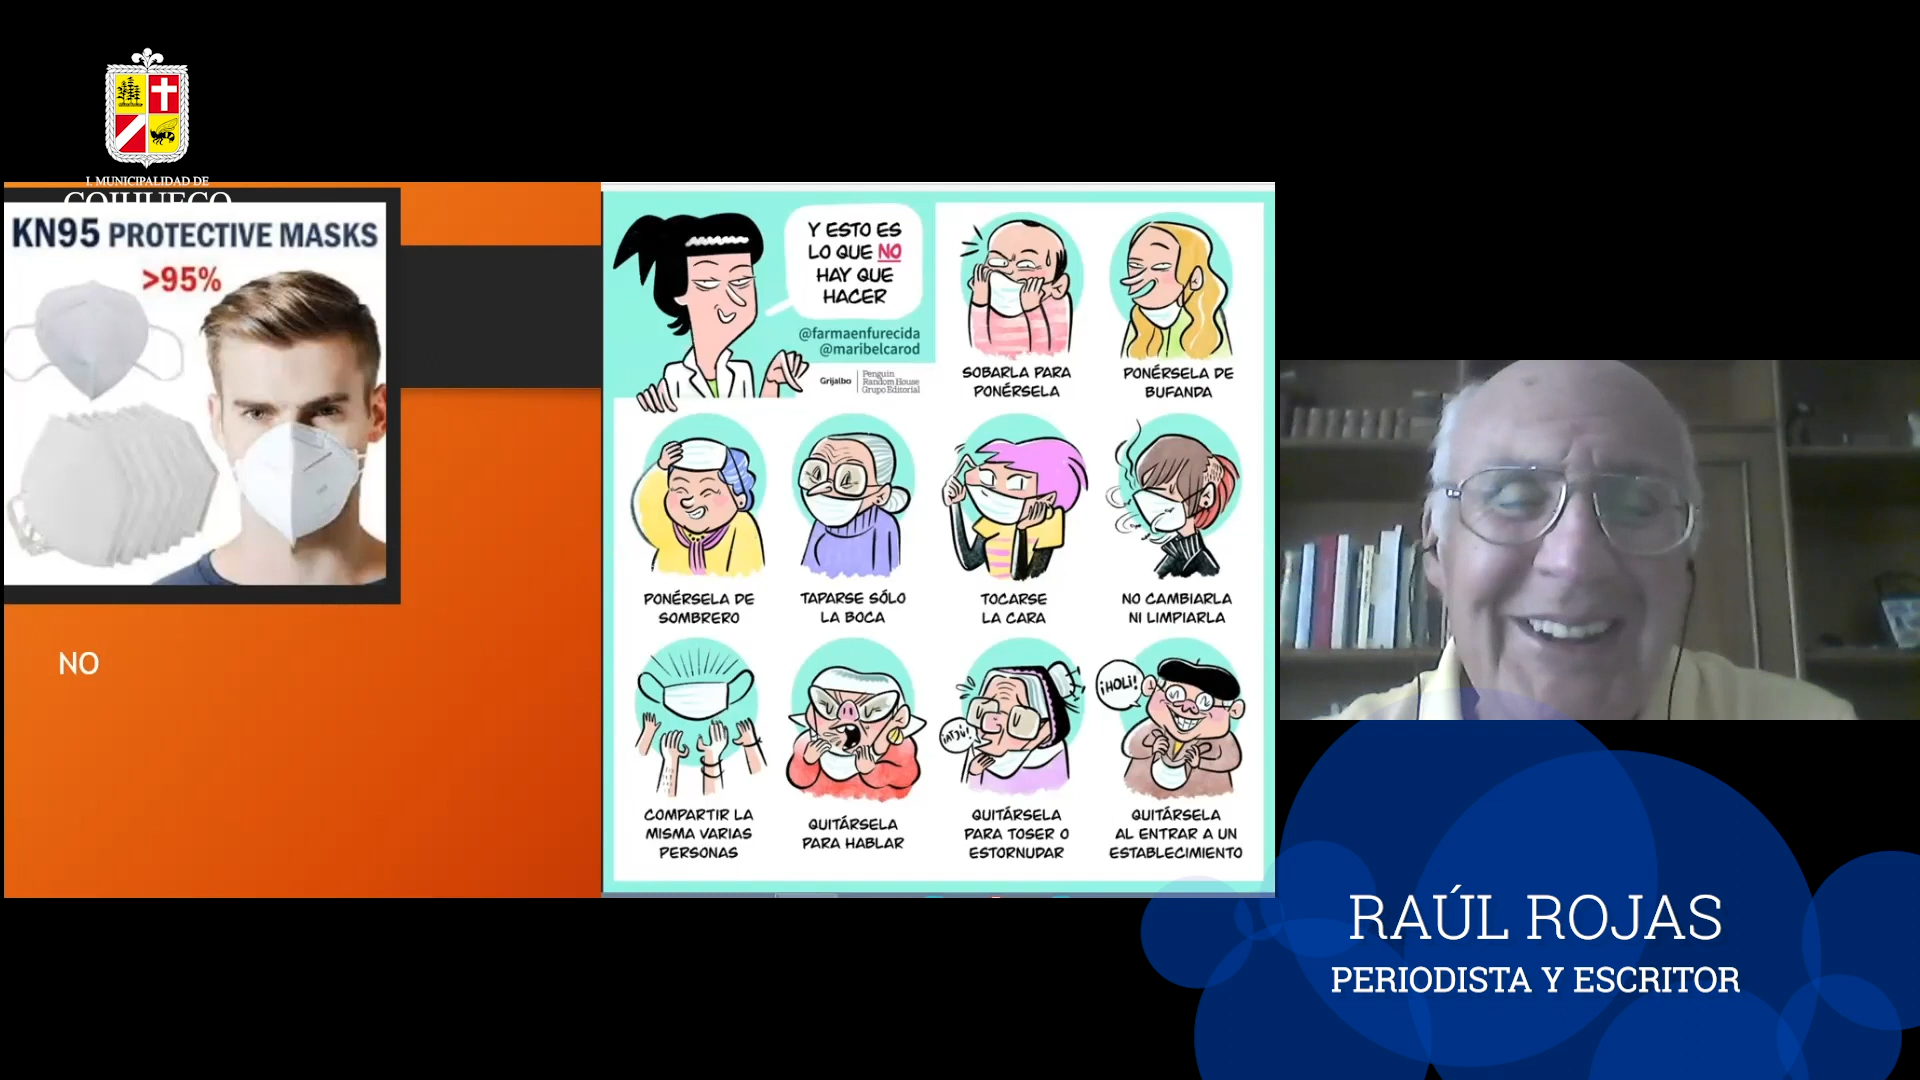 I. MUNICIPALIDAD DE
COIHUECO
KN95 PROTECTIVE MASKS
>95%
NO
Y ESTO ES
LO QUE NO
HAY QUE
HACER
@farmaenfurecida
@maribelcarod
Grijalbo
Penguin
Random House
Grupo Editorial
SOBARLA PARA
PONÉRSELA
PONÉRSELA DE
BUFANDA
PONÉRSELA DE
SOMBRERO
TAPARSE SÓLO
LA BOCA
TOCARSE
LA CARA
NO CAMBIARLA
NI LIMPIARLA
¡ATJÚ!
¡HOLI!
COMPARTIR LA
MISMA VARIAS
PERSONAS
QUITÁRSELA
PARA HABLAR
QUITÁRSELA
PARA TOSER O
ESTORNUDAR
QUITÁRSELA
AL ENTRAR A UN
ESTABLECIMIENTO
RAÚL ROJAS
PERIODISTA Y ESCRITOR